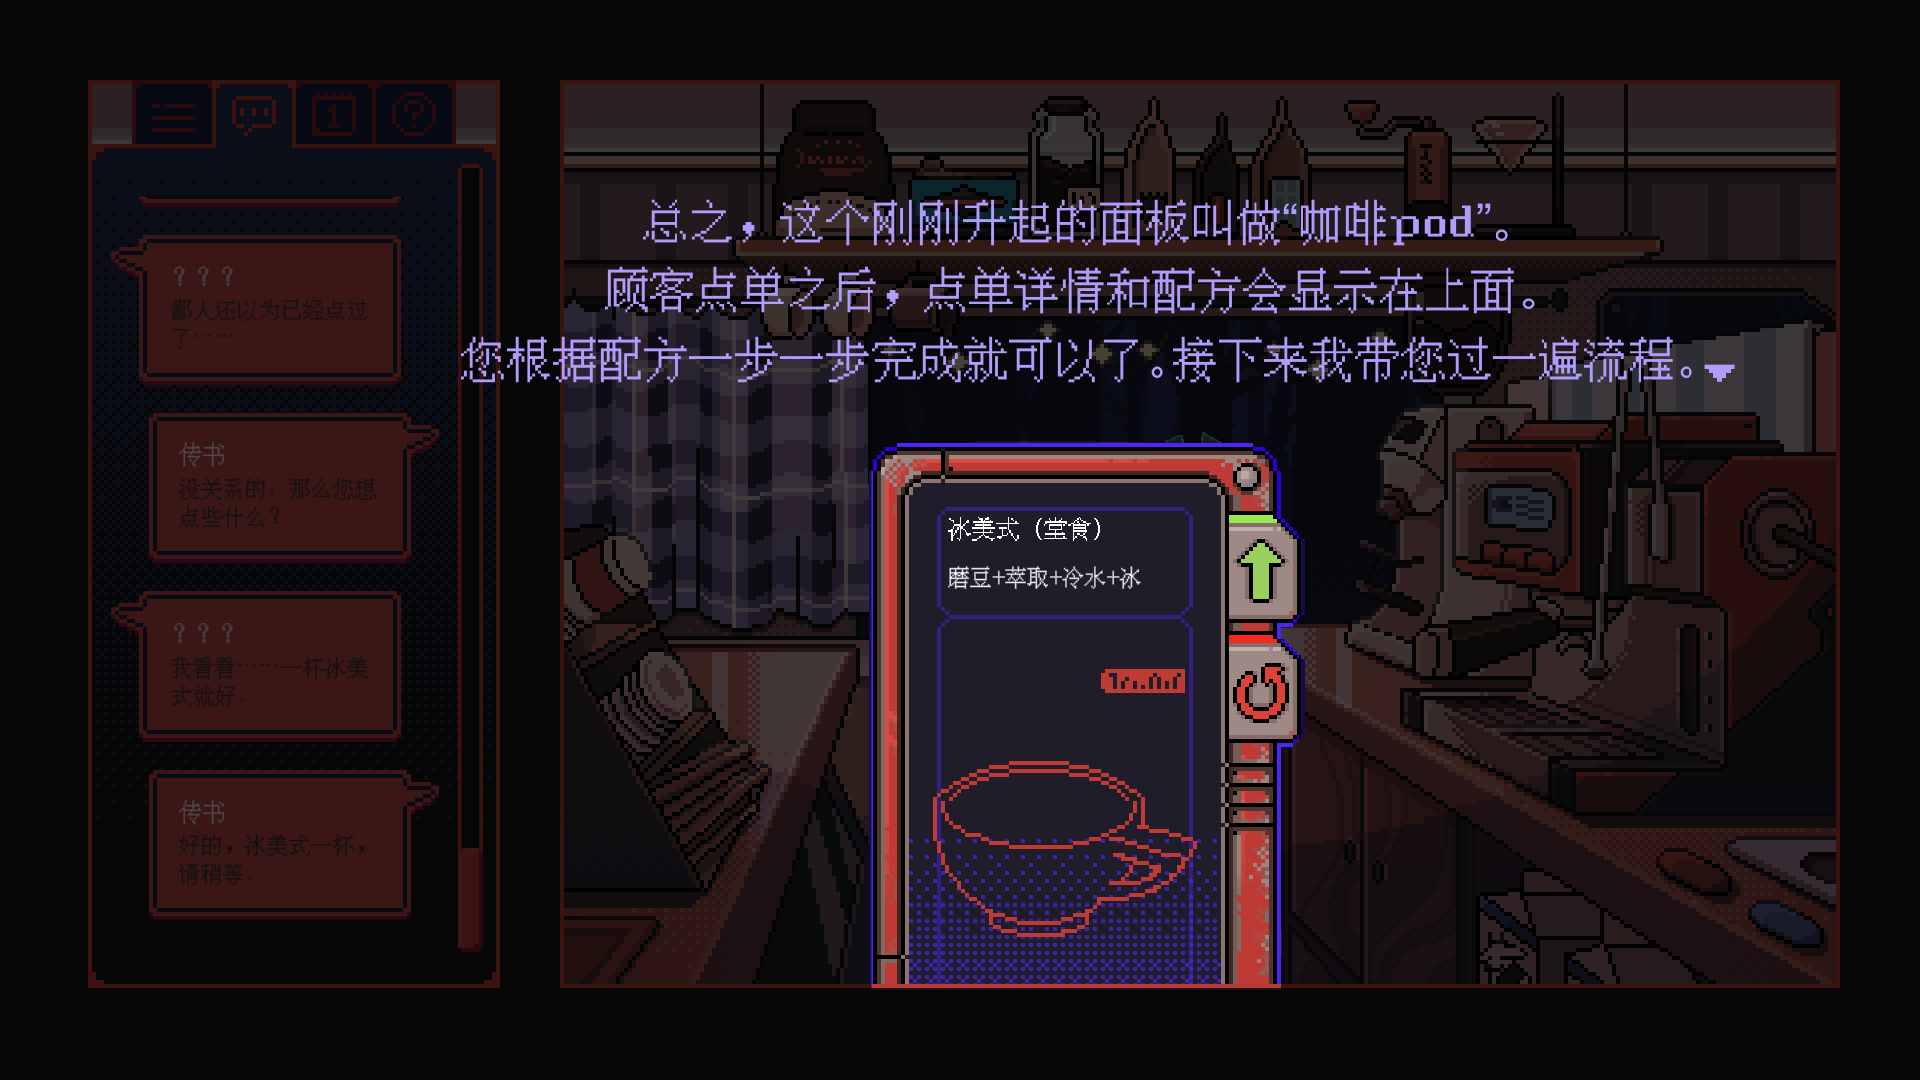 总之，这个刚刚升起的面板叫做“咖啡pod”。
顾客点单之后，点单详情和配方会显示在上面。
您根据配方一步一步完成就可以了。接下来我带您过一遍流程。
1
?
？？？
鄙人还以为已经点过
了……
传书
没关系的。那么您想
点些什么？
？？？
我看看……一杯冰美
式就好。
传书
好的，冰美式一杯，
请稍等。
冰美式（堂食）
磨豆+萃取+冷水+冰